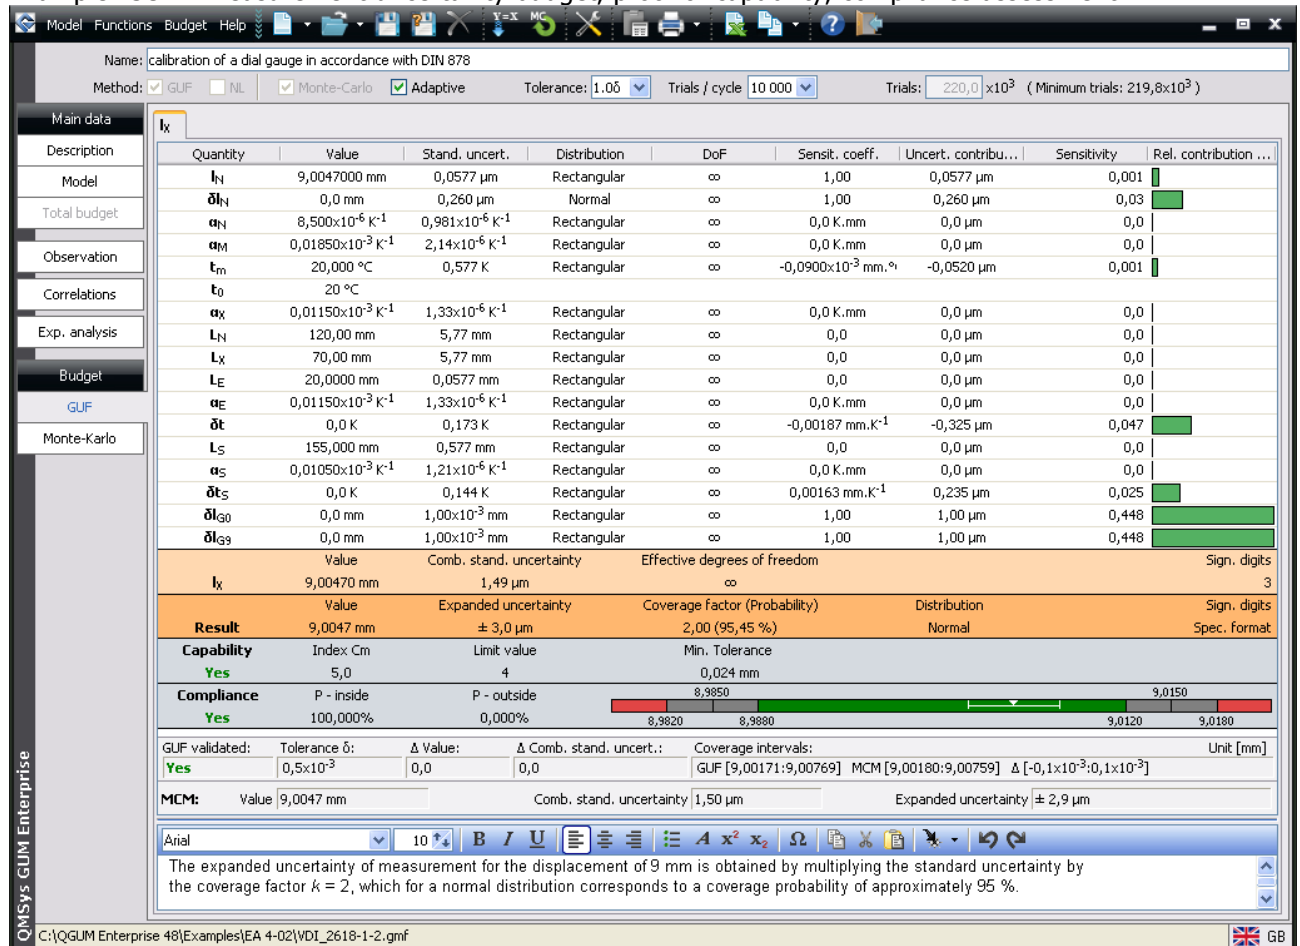 Model Functions Budget Help
Name: calibration of a dial gauge in accordance with DIN 878
Method: GUF NL Monte-Carlo Adaptive Tolerance: 1.0δ Trials / cycle 10 000 Trials: 220,0 x10³ ( Minimum trials: 219,8x10³ )
Main data
Description
Model
Total budget
Observation
Correlations
Exp. analysis
Budget
GUF
Monte-Karlo
lX
Quantity Value Stand. uncert. Distribution DoF Sensit. coeff. Uncert. contribu... Sensitivity Rel. contribution ...
lN 9,0047000 mm 0,0577 µm Rectangular ∞ 1,00 0,0577 µm 0,001
δlN 0,0 mm 0,260 µm Normal ∞ 1,00 0,260 µm 0,03
αN 8,500x10⁻⁶ K⁻¹ 0,981x10⁻⁶ K⁻¹ Rectangular ∞ 0,0 K.mm 0,0 µm 0,0
αM 0,01850x10⁻³ K⁻¹ 2,14x10⁻⁶ K⁻¹ Rectangular ∞ 0,0 K.mm 0,0 µm 0,0
tm 20,000 °C 0,577 K Rectangular ∞ -0,0900x10⁻³ mm.° -0,0520 µm 0,001
t0 20 °C
αX 0,01150x10⁻³ K⁻¹ 1,33x10⁻⁶ K⁻¹ Rectangular ∞ 0,0 K.mm 0,0 µm 0,0
LN 120,00 mm 5,77 mm Rectangular ∞ 0,0 0,0 µm 0,0
LX 70,00 mm 5,77 mm Rectangular ∞ 0,0 0,0 µm 0,0
LE 20,0000 mm 0,0577 mm Rectangular ∞ 0,0 0,0 µm 0,0
αE 0,01150x10⁻³ K⁻¹ 1,33x10⁻⁶ K⁻¹ Rectangular ∞ 0,0 K.mm 0,0 µm 0,0
δt 0,0 K 0,173 K Rectangular ∞ -0,00187 mm.K⁻¹ -0,325 µm 0,047
LS 155,000 mm 0,577 mm Rectangular ∞ 0,0 0,0 µm 0,0
αS 0,01050x10⁻³ K⁻¹ 1,21x10⁻⁶ K⁻¹ Rectangular ∞ 0,0 K.mm 0,0 µm 0,0
δtS 0,0 K 0,144 K Rectangular ∞ 0,00163 mm.K⁻¹ 0,235 µm 0,025
δlG0 0,0 mm 1,00x10⁻³ mm Rectangular ∞ 1,00 1,00 µm 0,448
δlG9 0,0 mm 1,00x10⁻³ mm Rectangular ∞ 1,00 1,00 µm 0,448
Value Comb. stand. uncertainty Effective degrees of freedom Sign. digits
lX 9,00470 mm 1,49 µm ∞ 3
Value Expanded uncertainty Coverage factor (Probability) Distribution Sign. digits
Result 9,0047 mm ± 3,0 µm 2,00 (95,45 %) Normal Spec. format
Capability Index Cm Limit value Min. Tolerance
Yes 5,0 4 0,024 mm
Compliance P - inside P - outside 8,9850 9,0150
Yes 100,000% 0,000% 8,9820 8,9880 9,0120 9,0180
GUF validated: Tolerance δ: Δ Value: Δ Comb. stand. uncert.: Coverage intervals: Unit [mm]
Yes 0,5x10⁻³ 0,0 0,0 GUF [9,00171:9,00769] MCM [9,00180:9,00759] Δ [-0,1x10⁻³:0,1x10⁻³]
MCM: Value 9,0047 mm Comb. stand. uncertainty 1,50 µm Expanded uncertainty ± 2,9 µm
Arial 10 B I U A x² x₂ Ω
The expanded uncertainty of measurement for the displacement of 9 mm is obtained by multiplying the standard uncertainty by
the coverage factor k = 2, which for a normal distribution corresponds to a coverage probability of approximately 95 %.
QMSys GUM Enterprise
C:\QGUM Enterprise 48\Examples\EA 4-02\VDI_2618-1-2.gmf GB